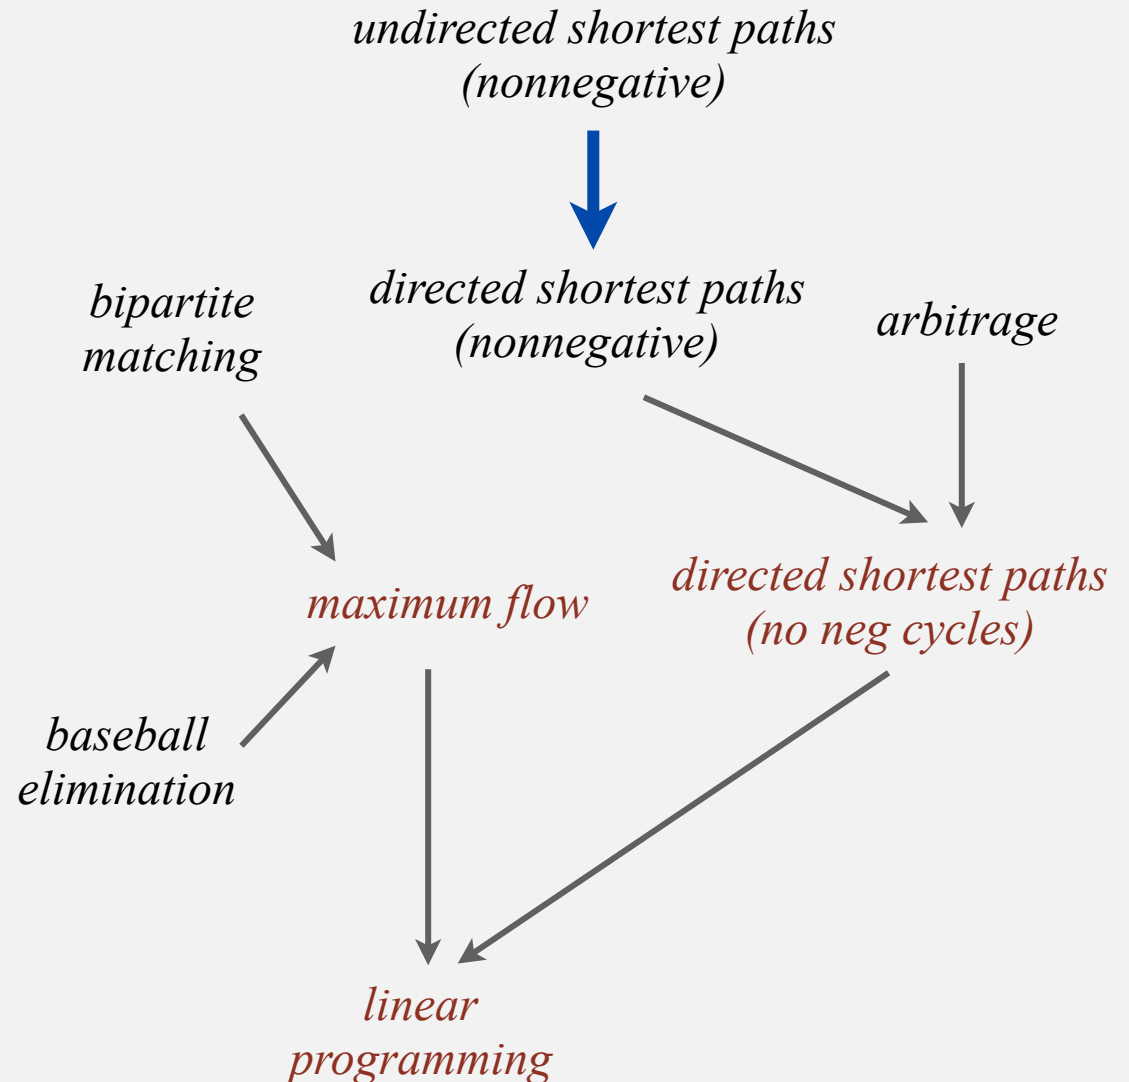 undirected shortest paths
(nonnegative)
bipartite
matching
directed shortest paths
(nonnegative)
arbitrage
maximum flow
directed shortest paths
(no neg cycles)
baseball
elimination
linear
programming